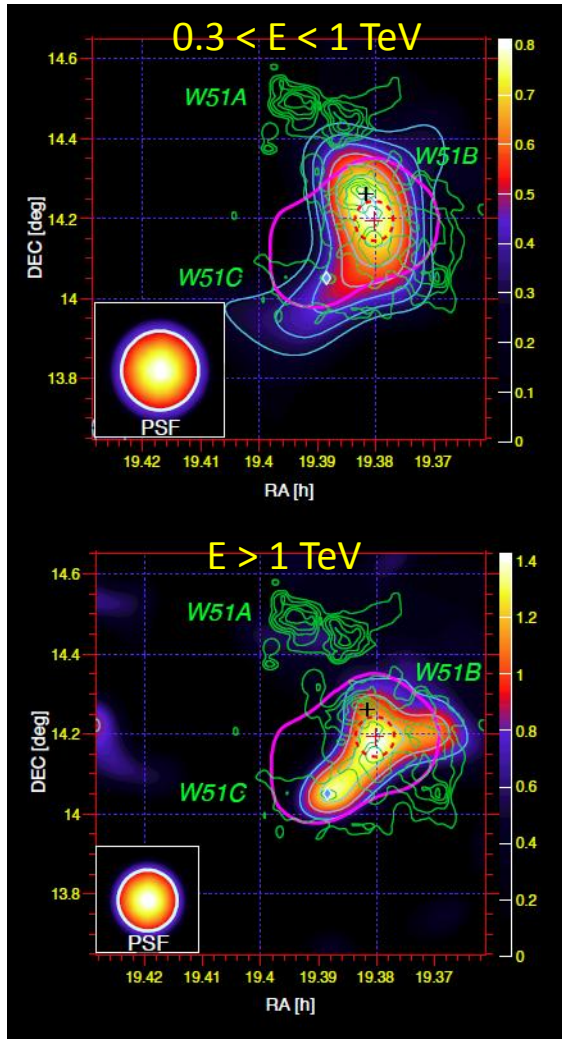 0.3 < E < 1 TeV
14.6
W51A
14.4
W51B
DEC [deg]
14.2
W51C
14
13.8
PSF
0.8
0.7
0.6
0.5
0.4
0.3
0.2
0.1
0
19.42 19.41 19.4 19.39 19.38 19.37
RA [h]
E > 1 TeV
14.6
W51A
14.4
W51B
DEC [deg]
14.2
W51C
14
13.8
PSF
1.4
1.2
1
0.8
0.6
0.4
0.2
0
19.42 19.41 19.4 19.39 19.38 19.37
RA [h]